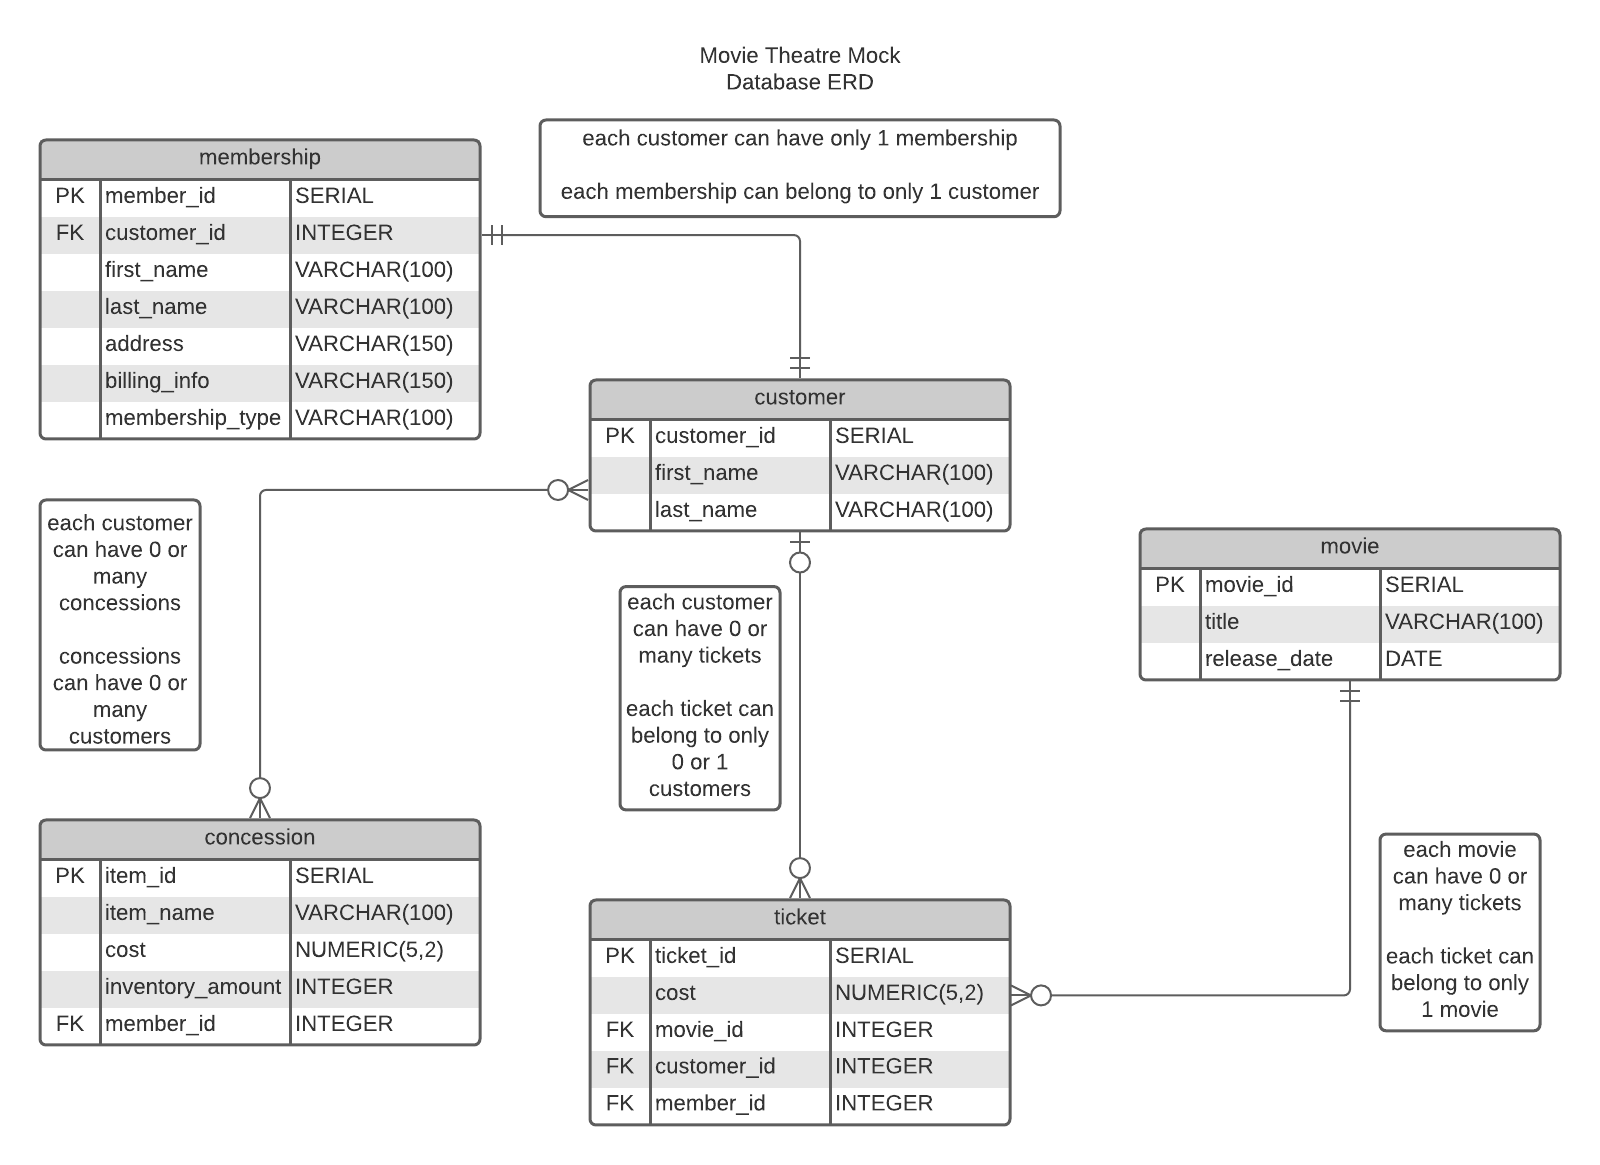 Movie Theatre Mock
Database ERD
each customer can have only 1 membership
each membership can belong to only 1 customer
membership
PK member_id SERIAL
FK customer_id INTEGER
first_name VARCHAR(100)
last_name VARCHAR(100)
address VARCHAR(150)
billing_info VARCHAR(150)
membership_type VARCHAR(100)
customer
PK customer_id SERIAL
first_name VARCHAR(100)
last_name VARCHAR(100)
each customer
can have 0 or
many
concessions
concessions
can have 0 or
many
customers
each customer
can have 0 or
many tickets
each ticket can
belong to only
0 or 1
customers
movie
PK movie_id SERIAL
title VARCHAR(100)
release_date DATE
concession
PK item_id SERIAL
item_name VARCHAR(100)
cost NUMERIC(5,2)
inventory_amount INTEGER
FK member_id INTEGER
ticket
PK ticket_id SERIAL
cost NUMERIC(5,2)
FK movie_id INTEGER
FK customer_id INTEGER
FK member_id INTEGER
each movie
can have 0 or
many tickets
each ticket can
belong to only
1 movie